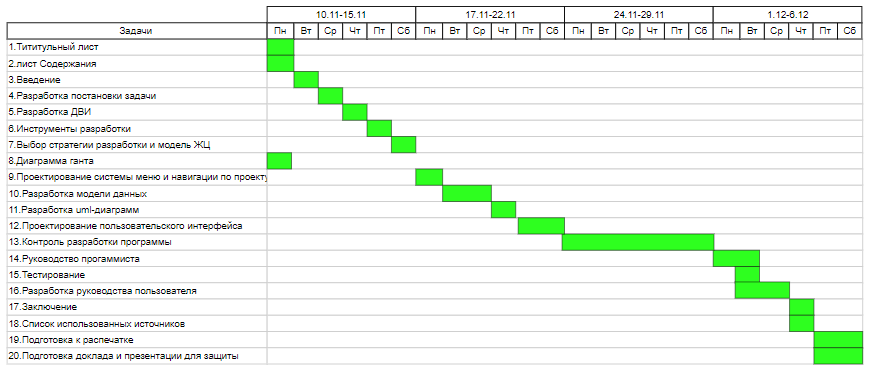 10.11-15.11 17.11-22.11 24.11-29.11 1.12-6.12
Задачи Пн Вт Ср Чт Пт Сб Пн Вт Ср Чт Пт Сб Пн Вт Ср Чт Пт Сб Пн Вт Ср Чт Пт Сб
1.Тититульный лист
2.лист Содержания
3.Введение
4.Разработка постановки задачи
5.Разработка ДВИ
6.Инструменты разработки
7.Выбор стратегии разработки и модель ЖЦ
8.Диаграмма ганта
9.Проектирование системы меню и навигации по проекту
10.Разработка модели данных
11.Разработка uml-диаграмм
12.Проектирование пользовательского интерфейса
13.Контроль разработки программы
14.Руководство прогаммиста
15.Тестирование
16.Разработка руководства пользователя
17.Заключение
18.Список использованных источников
19.Подготовка к распечатке
20.Подготовка доклада и презентации для защиты